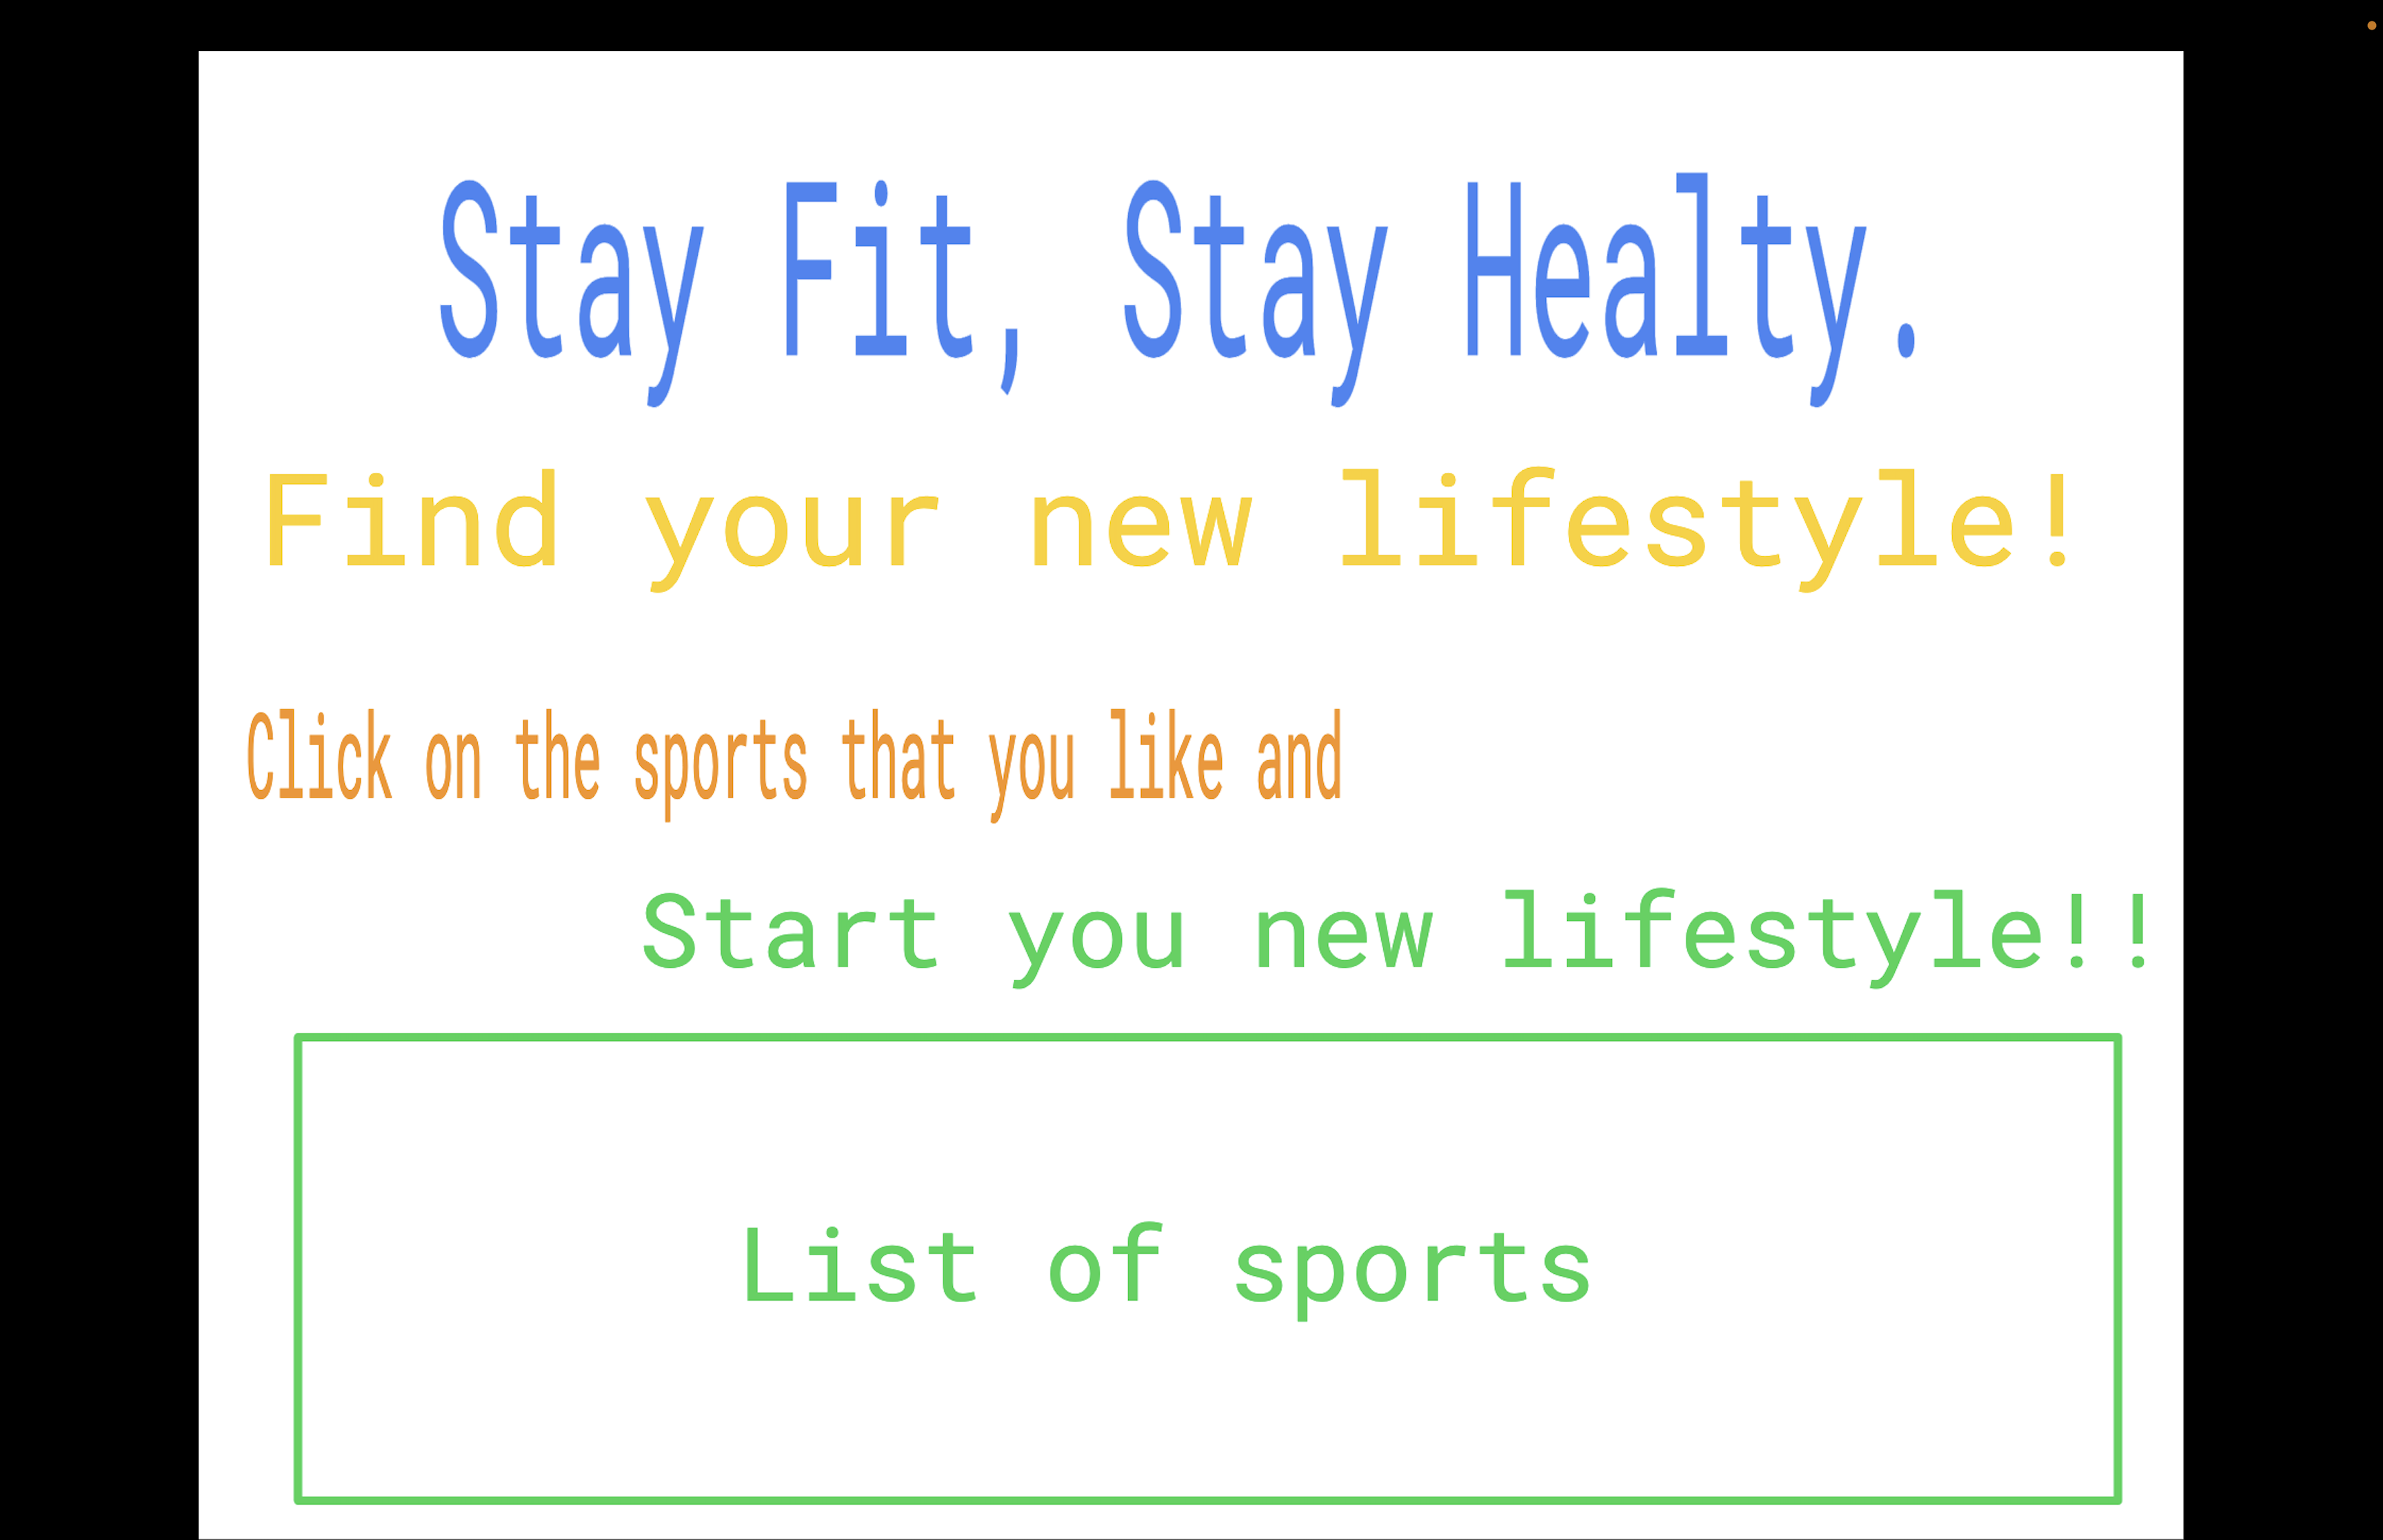 Stay Fit, Stay Healty.
Find your new lifestyle!
Click on the sports that you like and
Start you new lifestyle!!
List of sports